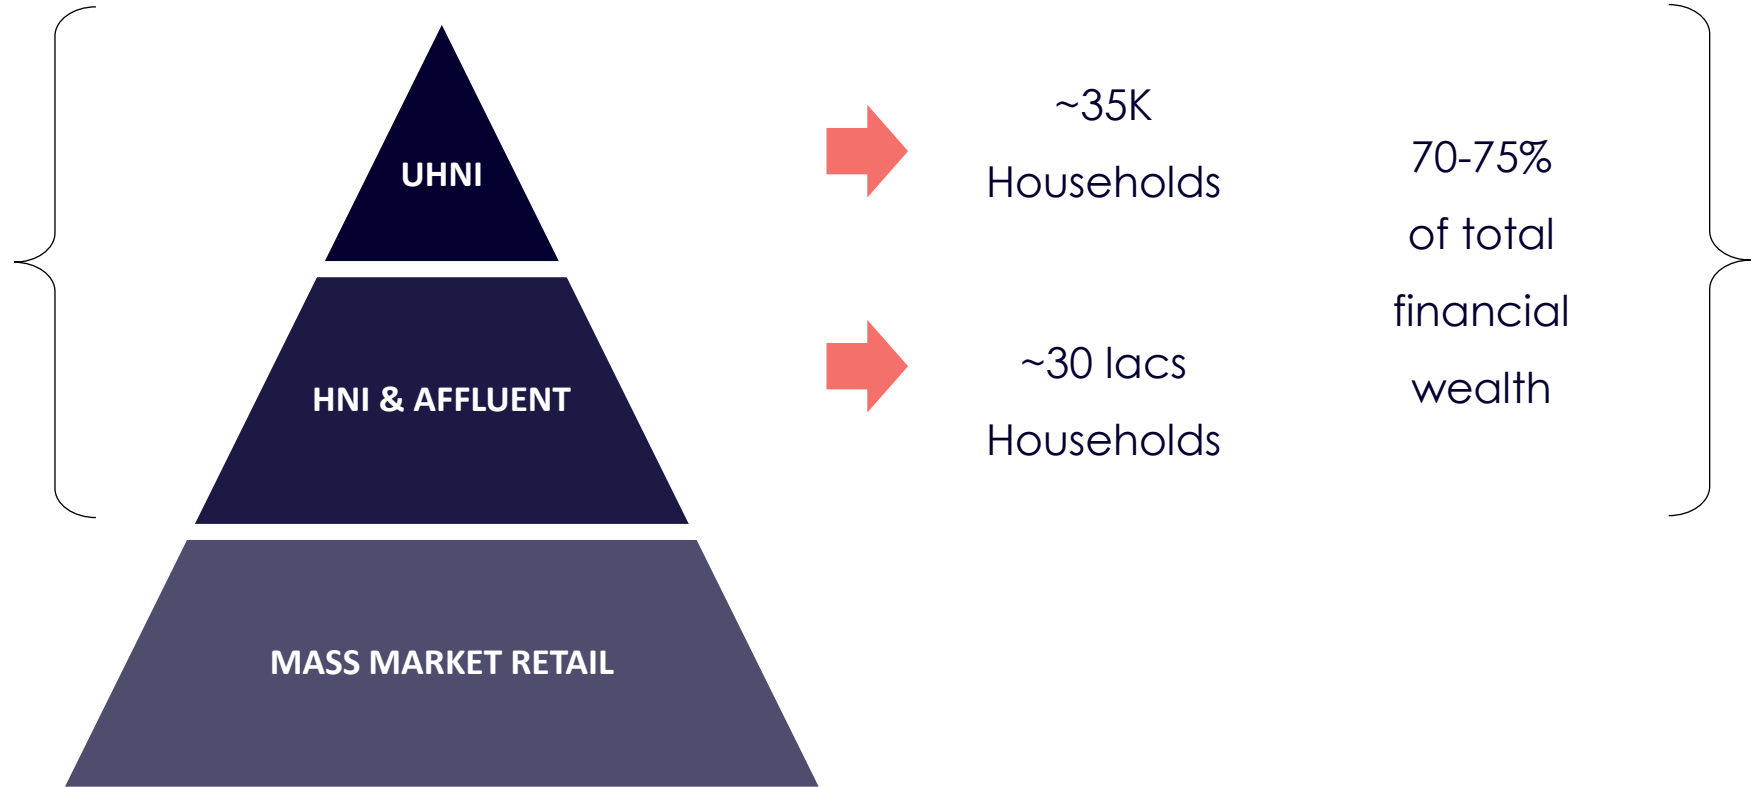 UHNI
~35K
Households
HNI & AFFLUENT
~30 lacs
Households
70-75%
of total
financial
wealth
MASS MARKET RETAIL